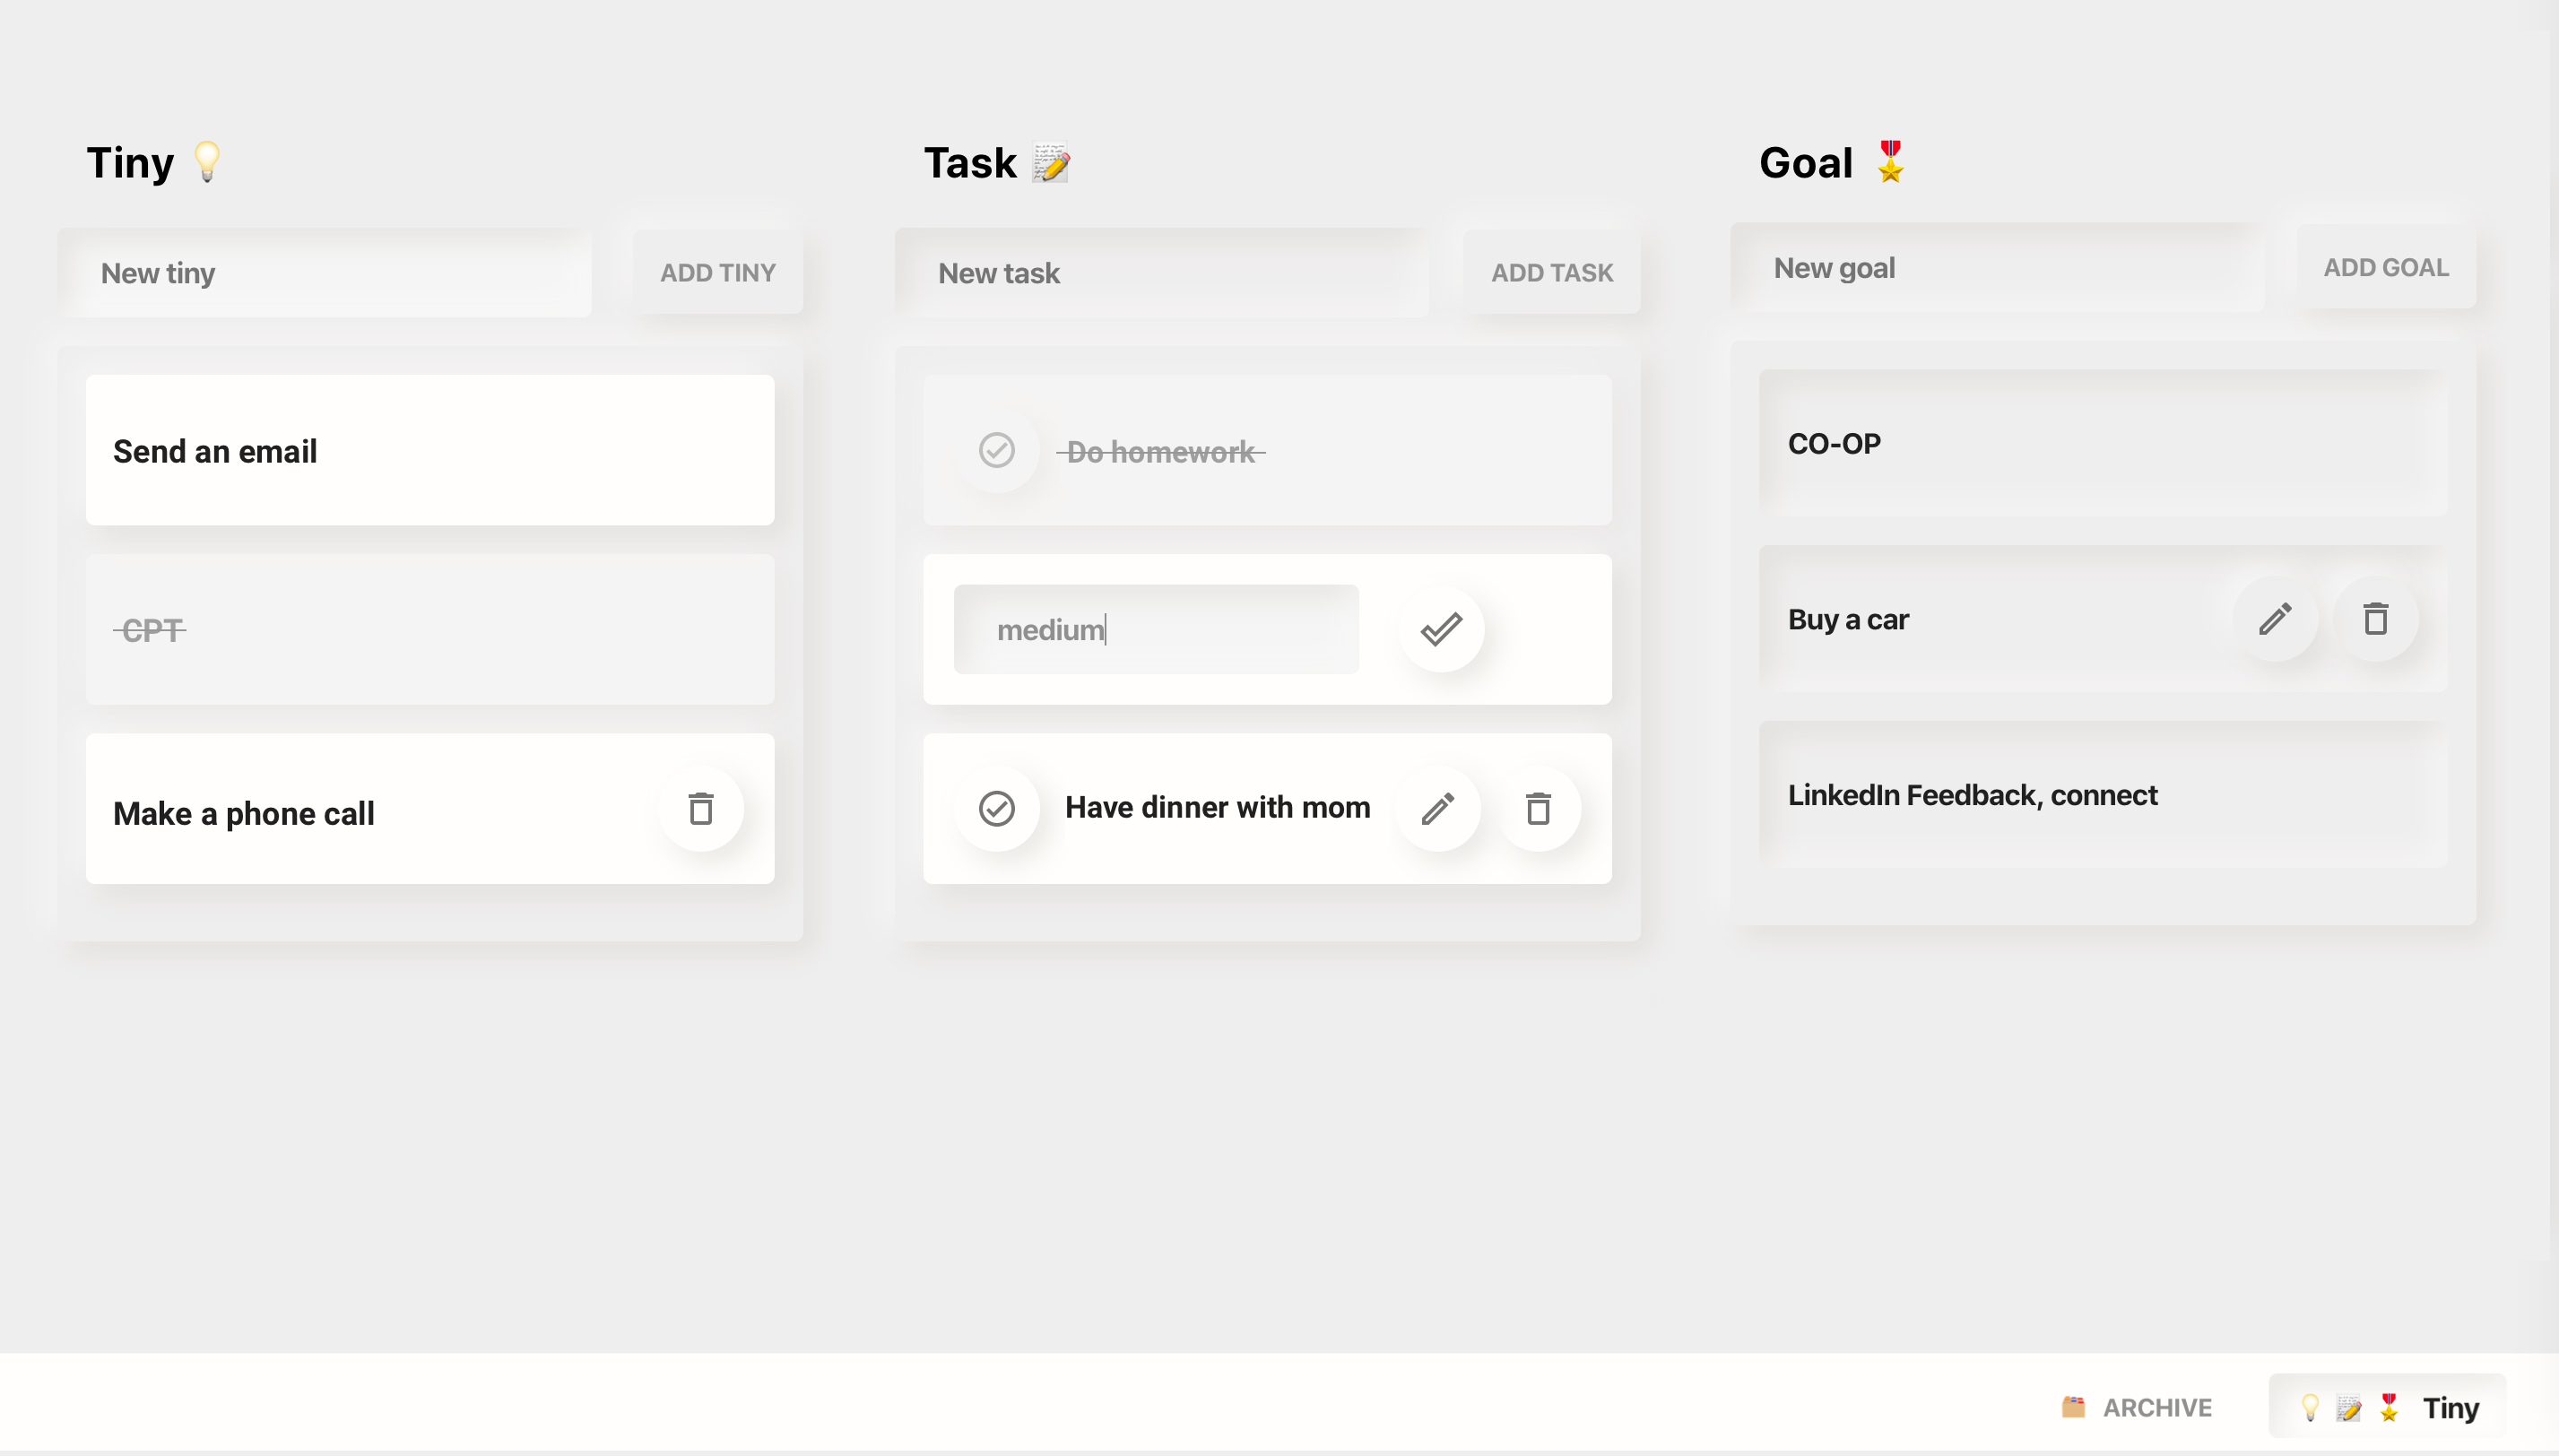 Tiny
New tiny
ADD TINY
Send an email
CPT
Make a phone call
Task
New task
ADD TASK
Do homework
medium
Have dinner with mom
Goal
New goal
ADD GOAL
CO-OP
Buy a car
LinkedIn Feedback, connect
ARCHIVE
Tiny